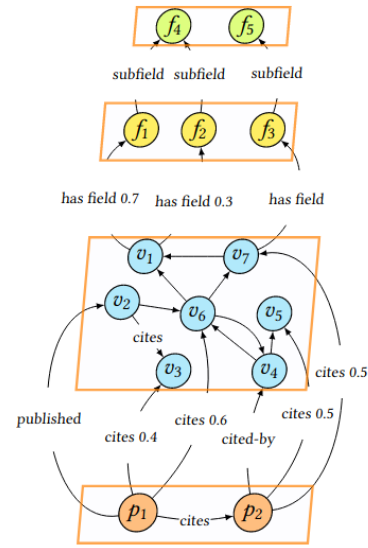 f4 f5
subfield subfield subfield
f1 f2 f3
has field 0.7 has field 0.3 has field
v1 v7
v2 v6 v5
cites
v3 v4
cites 0.5
published cites 0.6 cites 0.5
cites 0.4 cited-by
p1 cites p2